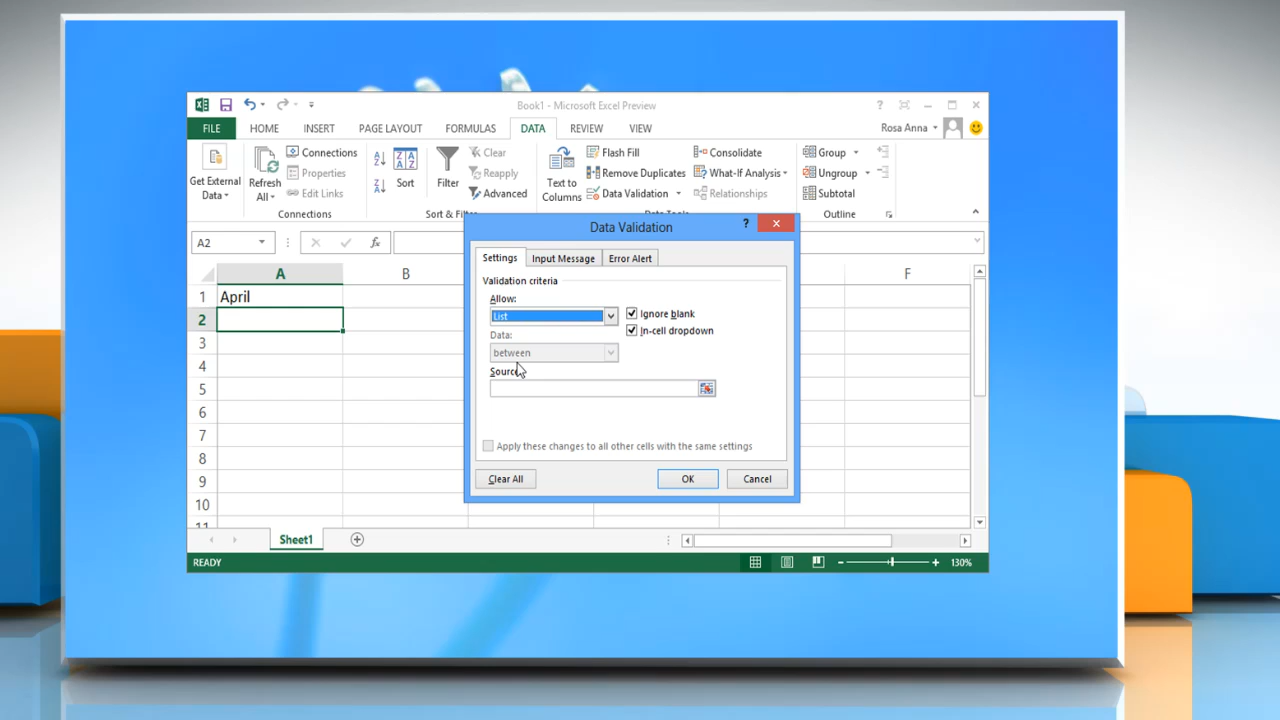 Book1 - Microsoft Excel Preview
?
FILE HOME INSERT PAGE LAYOUT FORMULAS DATA REVIEW VIEW Rosa Anna
Get External Data
Refresh All
Connections
Properties
Edit Links
Connections
Sort
Filter
Clear
Reapply
Advanced
Sort & Filter
Text to Columns
Flash Fill
Remove Duplicates
Data Validation
Consolidate
What-If Analysis
Relationships
Data Tools
Group
Ungroup
Subtotal
Outline
A2 fx
A B F
1 April
2
3
4
5
6
7
8
9
10
11
Data Validation ?
Settings Input Message Error Alert
Validation criteria
Allow:
List
Ignore blank
In-cell dropdown
Data:
between
Source
Apply these changes to all other cells with the same settings
Clear All OK Cancel
Sheet1
READY 130%